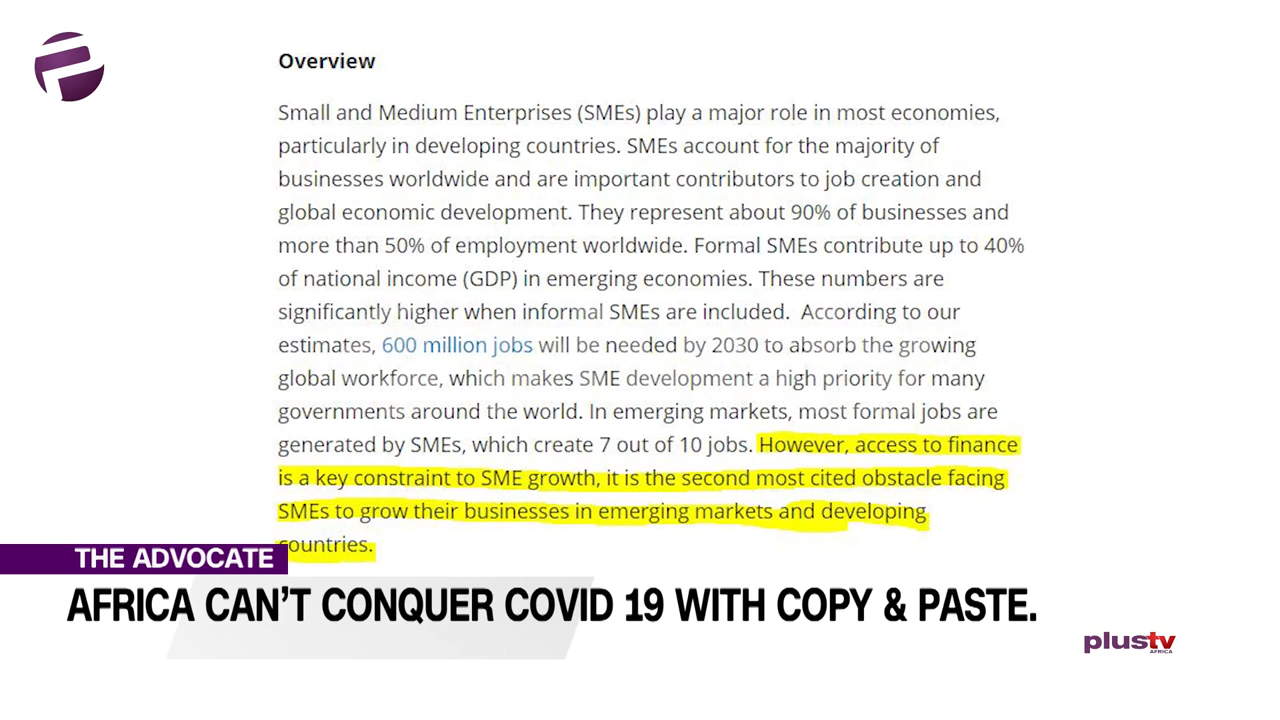 Overview
Small and Medium Enterprises (SMEs) play a major role in most economies,
particularly in developing countries. SMEs account for the majority of
businesses worldwide and are important contributors to job creation and
global economic development. They represent about 90% of businesses and
more than 50% of employment worldwide. Formal SMEs contribute up to 40%
of national income (GDP) in emerging economies. These numbers are
significantly higher when informal SMEs are included.  According to our
estimates, 600 million jobs will be needed by 2030 to absorb the growing
global workforce, which makes SME development a high priority for many
governments around the world. In emerging markets, most formal jobs are
generated by SMEs, which create 7 out of 10 jobs. However, access to finance
is a key constraint to SME growth, it is the second most cited obstacle facing
SMEs to grow their businesses in emerging markets and developing
countries.
THE ADVOCATE
AFRICA CAN'T CONQUER COVID 19 WITH COPY & PASTE.
plustv
AFRICA